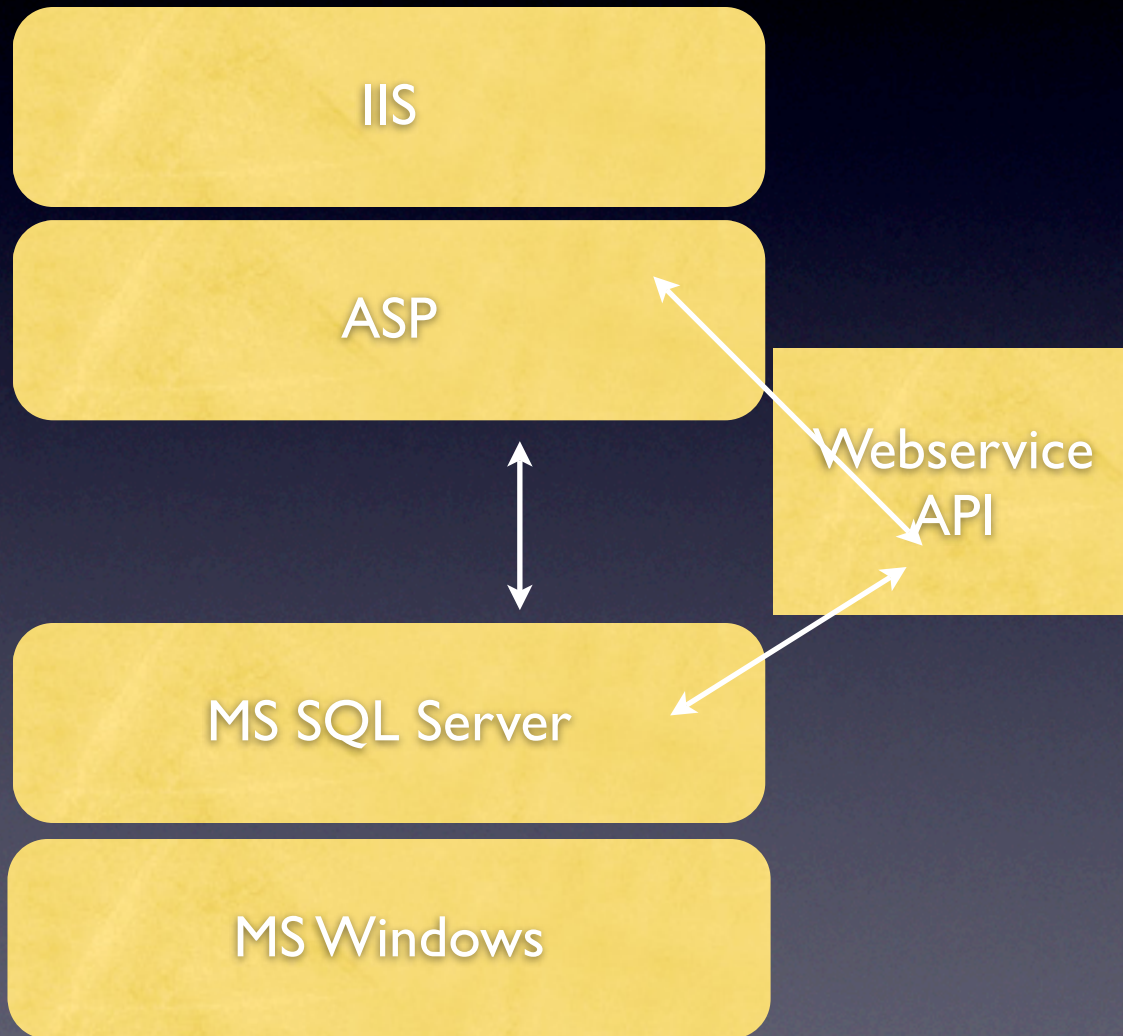 IIS
ASP
Webservice
API
MS SQL Server
MS Windows